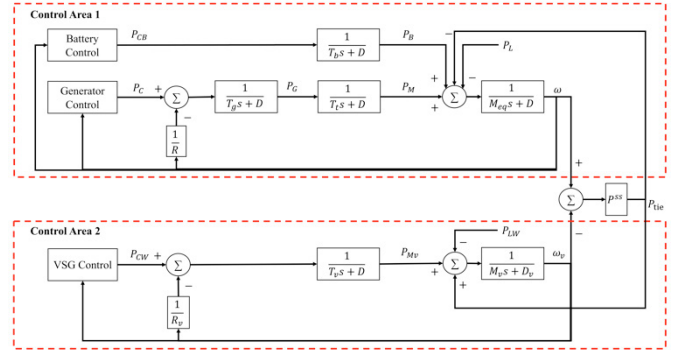 Control Area 1
Battery
Control
P_CB
1
T_b s + D
P_B
−
−
P_L
Generator
Control
P_C
+
Σ
1
T_g s + D
P_G
1
T_t s + D
P_M
+
+
Σ
1
M_eq s + D
ω
−
1
R
+
Σ
P^ss
P_tie
−
Control Area 2
VSG Control
P_CW
+
Σ
1
T_v s + D
P_Mv
+
−
P_LW
Σ
1
M_v s + D_v
ω_v
+
−
1
R_v